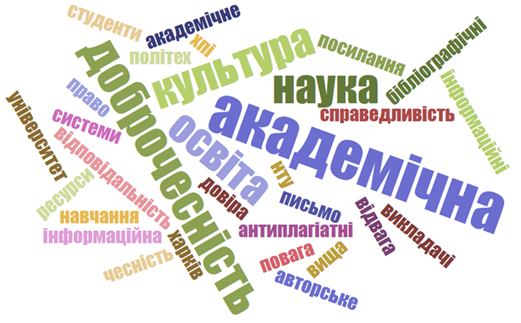 студенти
академічне
хпі
політех
культура
посилання
бібліографічні
інформаційні
доброчесність
наука
право
справедливість
університет
системи
освіта
академічна
відповідальність
ресурси
довіра
нту
письмо
відвага
викладачі
навчання
антиплагіатні
інформаційна
харків
повага
вища
чесність
авторське